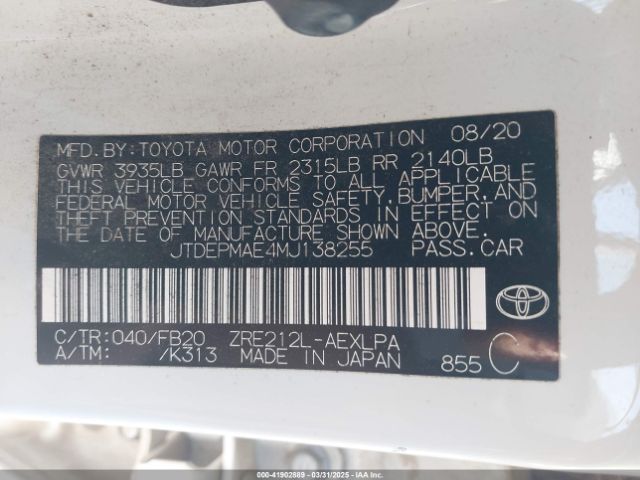 MFD. BY: TOYOTA MOTOR CORPORATION 08/20
GVWR 3935LB GAWR FR 2315LB RR 2140LB
THIS VEHICLE CONFORMS TO ALL APPLICABLE
FEDERAL MOTOR VEHICLE SAFETY, BUMPER, AND
THEFT PREVENTION STANDARDS IN EFFECT ON
THE DATE OF MANUFACTURE SHOWN ABOVE.
JTDEPMAE4MJ138255 PASS. CAR
C/TR: 040/FB20 ZRE212L-AEXLPA
A/TM: /K313 MADE IN JAPAN 855 C
000-41902889 | 03/31/2025 | IAAI.COM